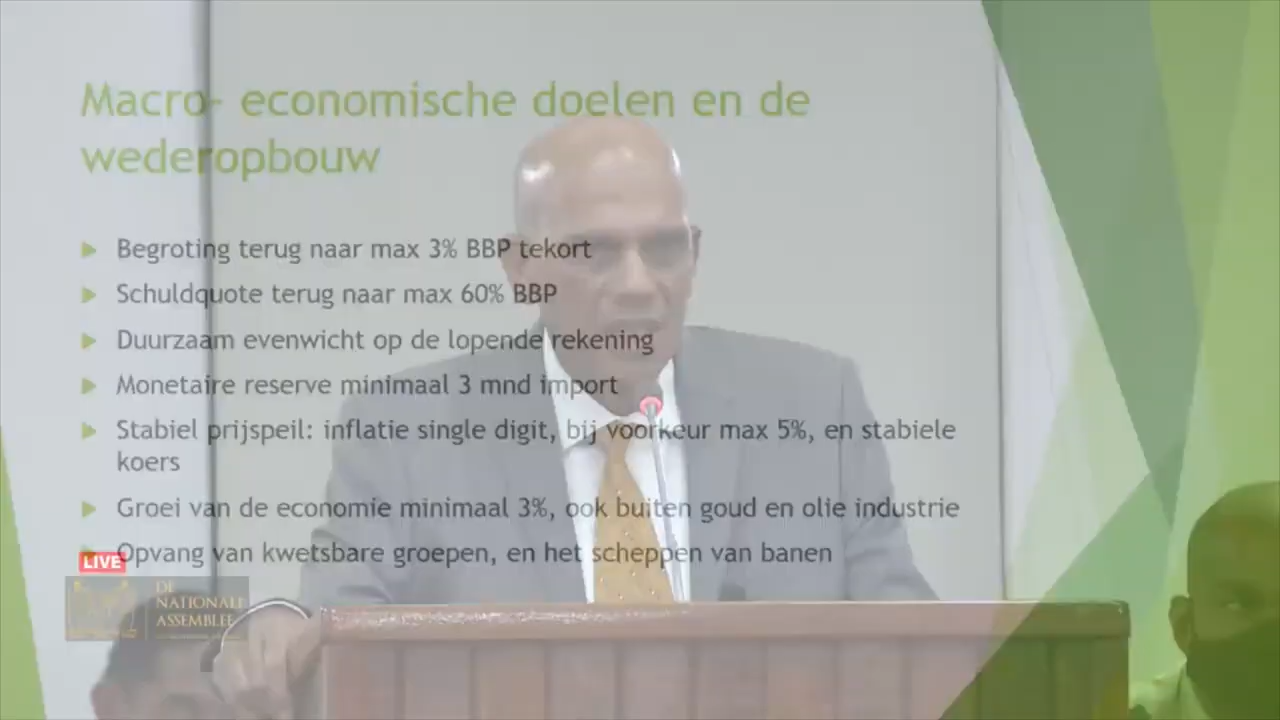 Macro- economische doelen en de
wederopbouw
Begroting terug naar max 3% BBP tekort
Schuldquote terug naar max 60% BBP
Duurzaam evenwicht op de lopende rekening
Monetaire reserve minimaal 3 mnd import
Stabiel prijspeil: inflatie single digit, bij voorkeur max 5%, en stabiele
koers
Groei van de economie minimaal 3%, ook buiten goud en olie industrie
Opvang van kwetsbare groepen, en het scheppen van banen
LIVE
DE
NATIONALE
ASSEMBLEE